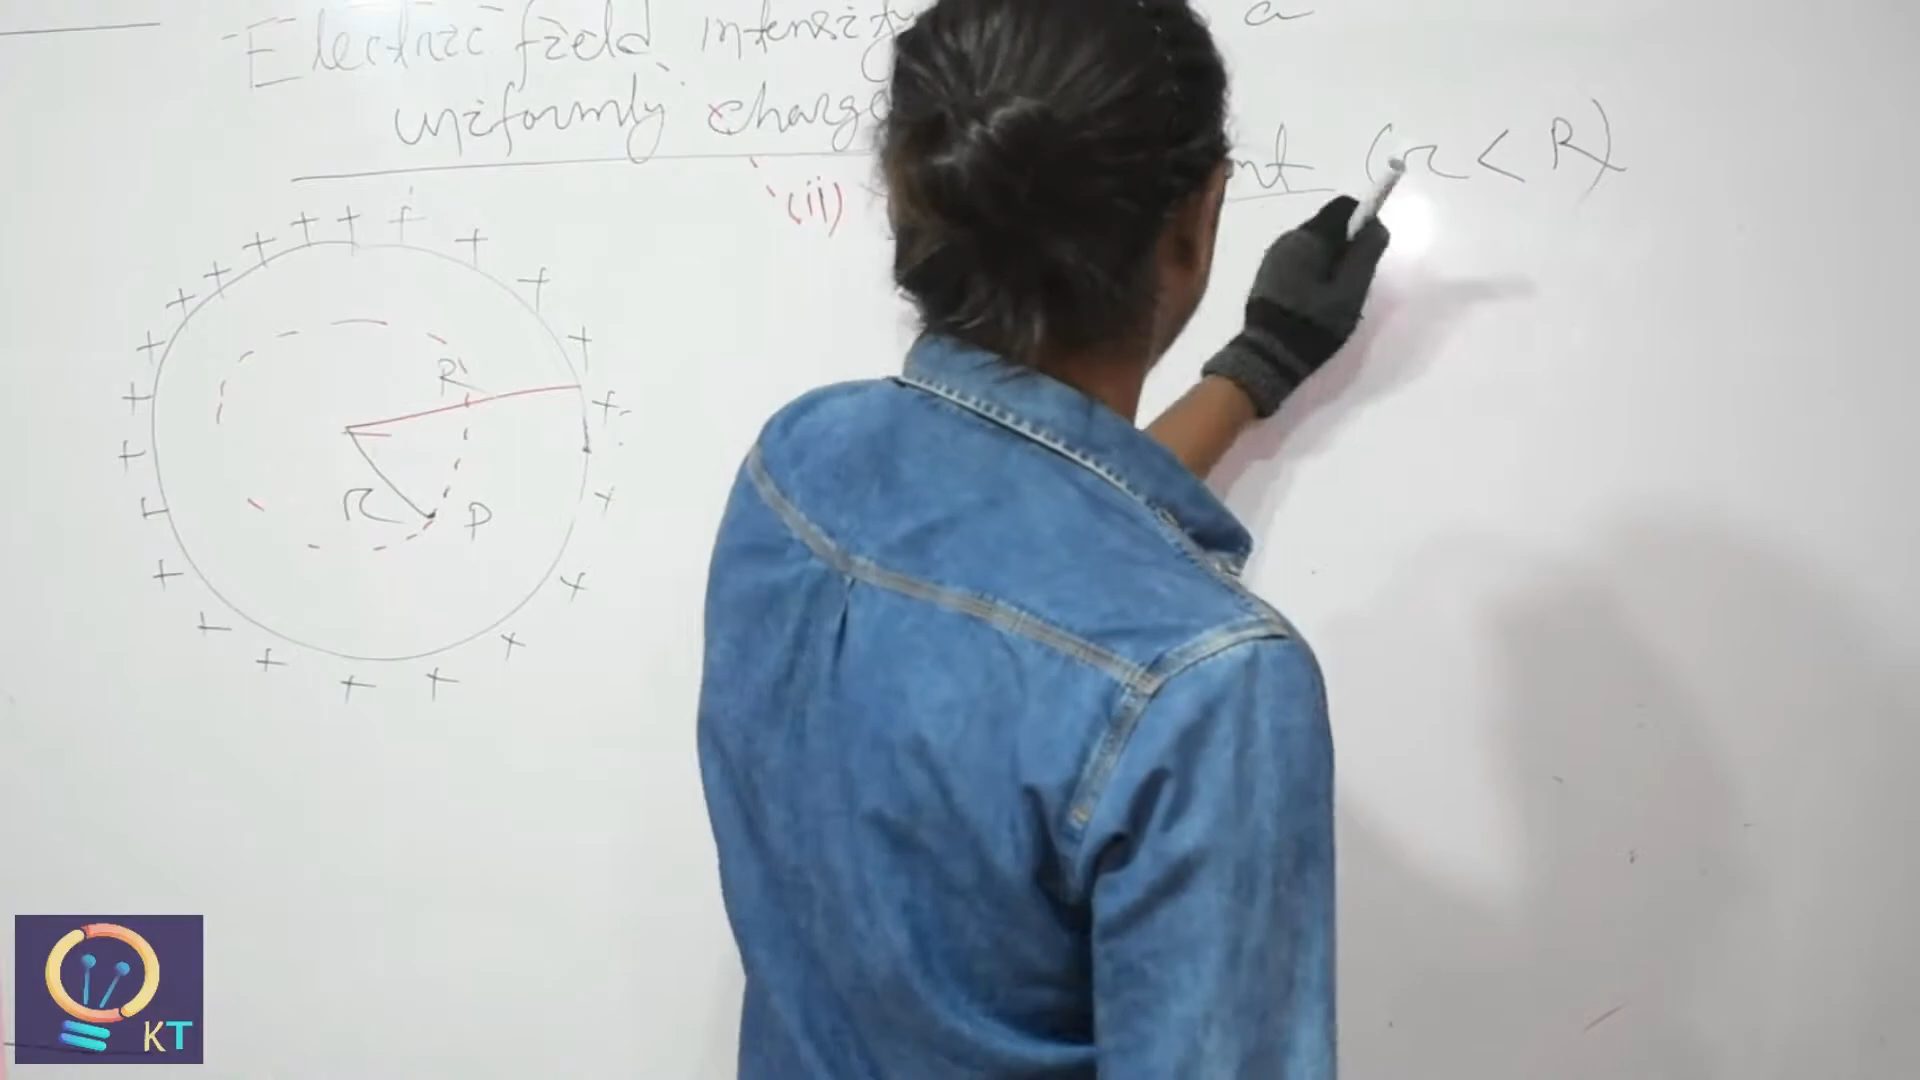 Electric field intensity a
uniformly charge
(ii) nt (r < R)
+ + + +
+ +
+ +
+
+ +
+ R +
+
+ r P +
+ +
+ +
+ + +
KT